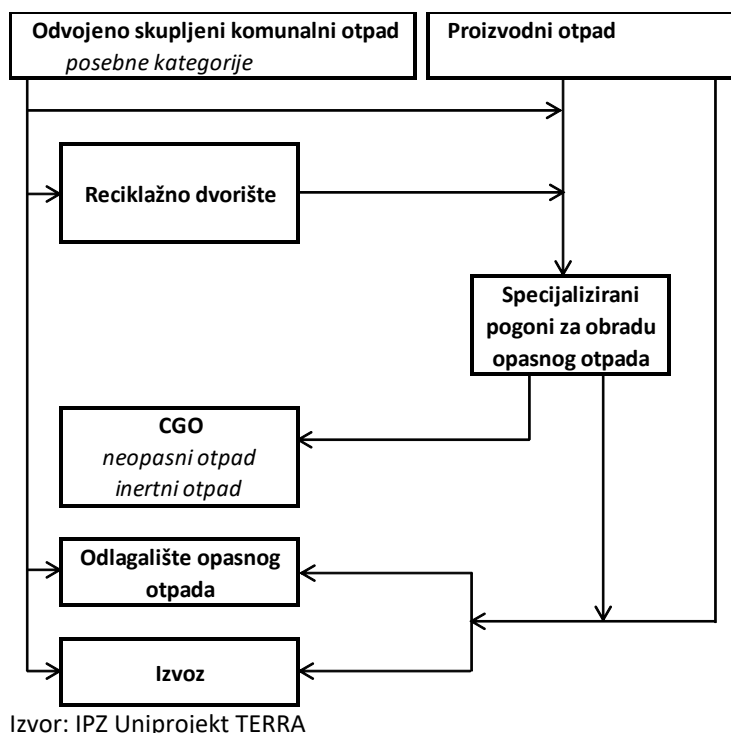 Odvojeno skupljeni komunalni otpad
posebne kategorije
Proizvodni otpad
Reciklažno dvorište
Specijalizirani
pogoni za obradu
opasnog otpada
CGO
neopasni otpad
inertni otpad
Odlagalište opasnog
otpada
Izvoz
Izvor: IPZ Uniprojekt TERRA